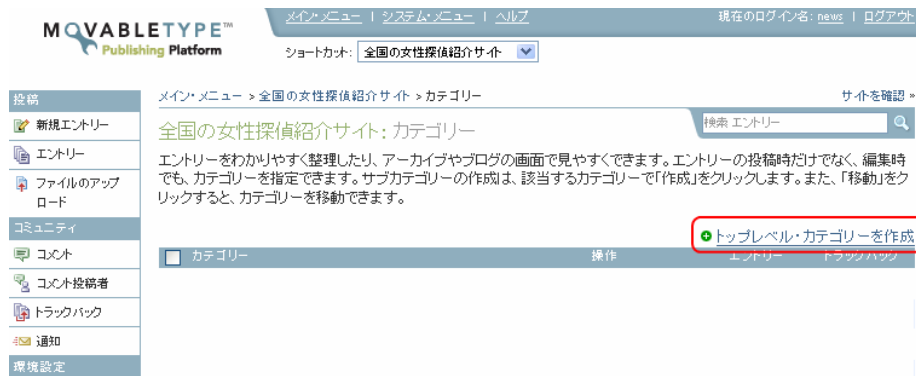 MOVABLETYPE™
Publishing Platform
メイン・メニュー | システム・メニュー | ヘルプ
現在のログイン名: news | ログアウト
ショートカット: 全国の女性探偵紹介サイト
メイン・メニュー > 全国の女性探偵紹介サイト > カテゴリー
サイトを確認 »
全国の女性探偵紹介サイト: カテゴリー
検索 エントリー
エントリーをわかりやすく整理したり、アーカイブやブログの画面で見やすくできます。エントリーの投稿時だけでなく、編集時
でも、カテゴリーを指定できます。サブカテゴリーの作成は、該当するカテゴリーで「作成」をクリックします。また、「移動」をク
リックすると、カテゴリーを移動できます。
トップレベル・カテゴリーを作成
カテゴリー 操作 エントリー トラックバック
投稿
新規エントリー
エントリー
ファイルのアップ
ロード
コミュニティ
コメント
コメント投稿者
トラックバック
通知
環境設定